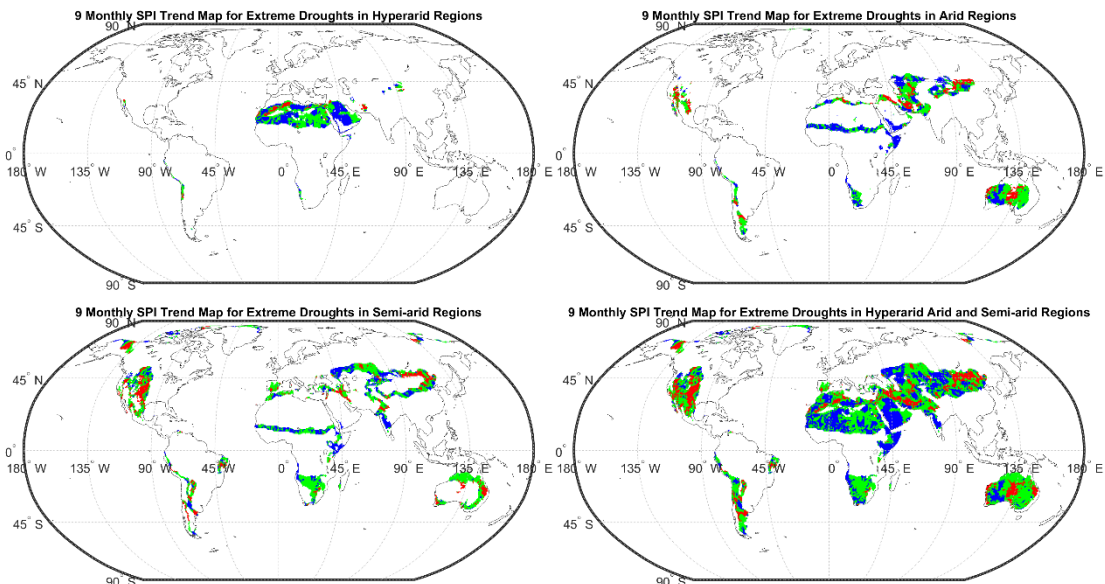 9 Monthly SPI Trend Map for Extreme Droughts in Hyperarid Regions
90° N
45° N
0°
180° W 135° W 90° W 45° W 0° 45° E 90° E 135° E 180° E
45° S
90° S
9 Monthly SPI Trend Map for Extreme Droughts in Arid Regions
90° N
45° N
0°
180° W 135° W 90° W 45° W 0° 45° E 90° E 135° E 180° E
45° S
90° S
9 Monthly SPI Trend Map for Extreme Droughts in Semi-arid Regions
90° N
45° N
0°
180° W 135° W 90° W 45° W 0° 45° E 90° E 135° E 180° E
45° S
90° S
9 Monthly SPI Trend Map for Extreme Droughts in Hyperarid Arid and Semi-arid Regions
90° N
45° N
0°
180° W 135° W 90° W 45° W 0° 45° E 90° E 135° E 180° E
45° S
90° S